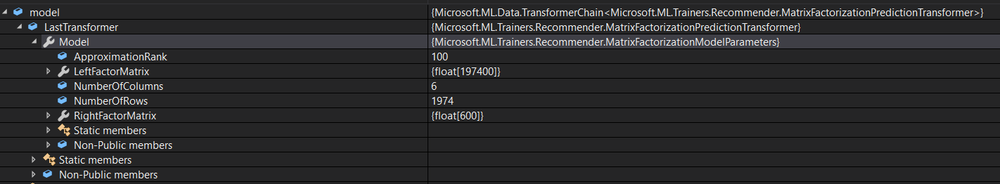 model {Microsoft.ML.Data.TransformerChain<Microsoft.ML.Trainers.Recommender.MatrixFactorizationPredictionTransformer>}
LastTransformer {Microsoft.ML.Trainers.Recommender.MatrixFactorizationPredictionTransformer}
Model {Microsoft.ML.Trainers.Recommender.MatrixFactorizationModelParameters}
ApproximationRank 100
LeftFactorMatrix {float[197400]}
NumberOfColumns 6
NumberOfRows 1974
RightFactorMatrix {float[600]}
Static members
Non-Public members
Static members
Non-Public members